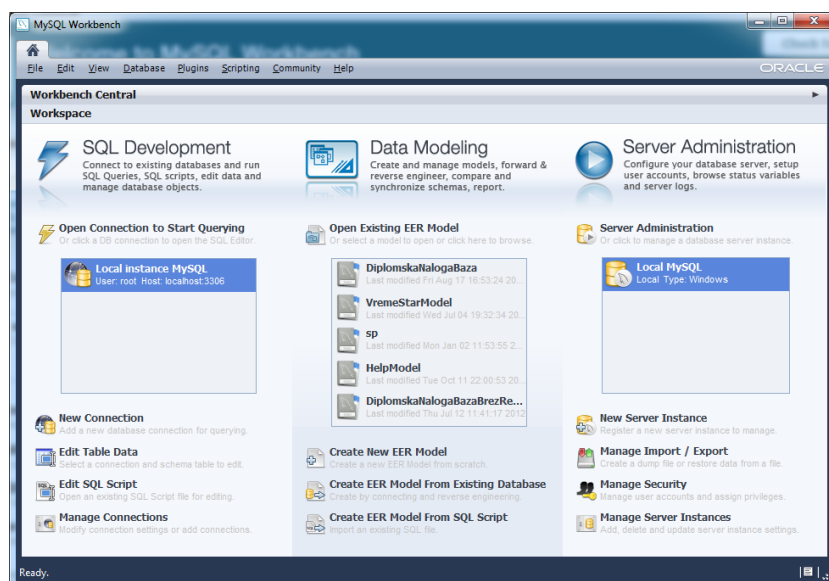 MySQL Workbench
Welcome to MySQL Workbench
File Edit View Database Plugins Scripting Community Help
ORACLE
Workbench Central
Workspace
SQL Development
Connect to existing databases and run
SQL Queries, SQL scripts, edit data and
manage database objects.
Open Connection to Start Querying
Or click a DB connection to open the SQL Editor.
Local instance MySQL
User: root Host: localhost:3306
New Connection
Add a new database connection for querying.
Edit Table Data
Select a connection and schema table to edit.
Edit SQL Script
Open an existing SQL Script file for editing.
Manage Connections
Modify connection settings or add connections.
Data Modeling
Create and manage models, forward &
reverse engineer, compare and
synchronize schemas, report.
Open Existing EER Model
Or select a model to open or click here to browse.
DiplomskaNalogaBaza
Last modified Fri Aug 17 16:53:24 20...
VremeStarModel
Last modified Wed Jul 04 19:32:34 20...
sp
Last modified Mon Jan 02 11:53:55 2...
HelpModel
Last modified Tue Oct 11 22:00:53 20...
DiplomskaNalogaBazaBrezRe...
Last modified Thu Jul 12 11:41:17 2012
Create New EER Model
Create a new EER Model from scratch.
Create EER Model From Existing Database
Create by connecting and reverse engineering.
Create EER Model From SQL Script
Import an existing SQL file.
Server Administration
Configure your database server, setup
user accounts, browse status variables
and server logs.
Server Administration
Or click to manage a database server instance.
Local MySQL
Local Type: Windows
New Server Instance
Register a new server instance to manage.
Manage Import / Export
Create a dump file or restore data from a file.
Manage Security
Manage user accounts and assign privileges.
Manage Server Instances
Add, delete and update server instance settings.
Ready.